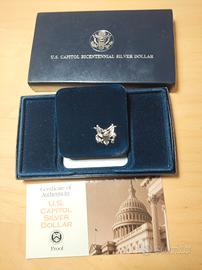 U.S. CAPITOL BICENTENNIAL SILVER DOLLAR
Certificate of
Authenticity
U.S.
CAPITOL
SILVER
DOLLAR
Proof